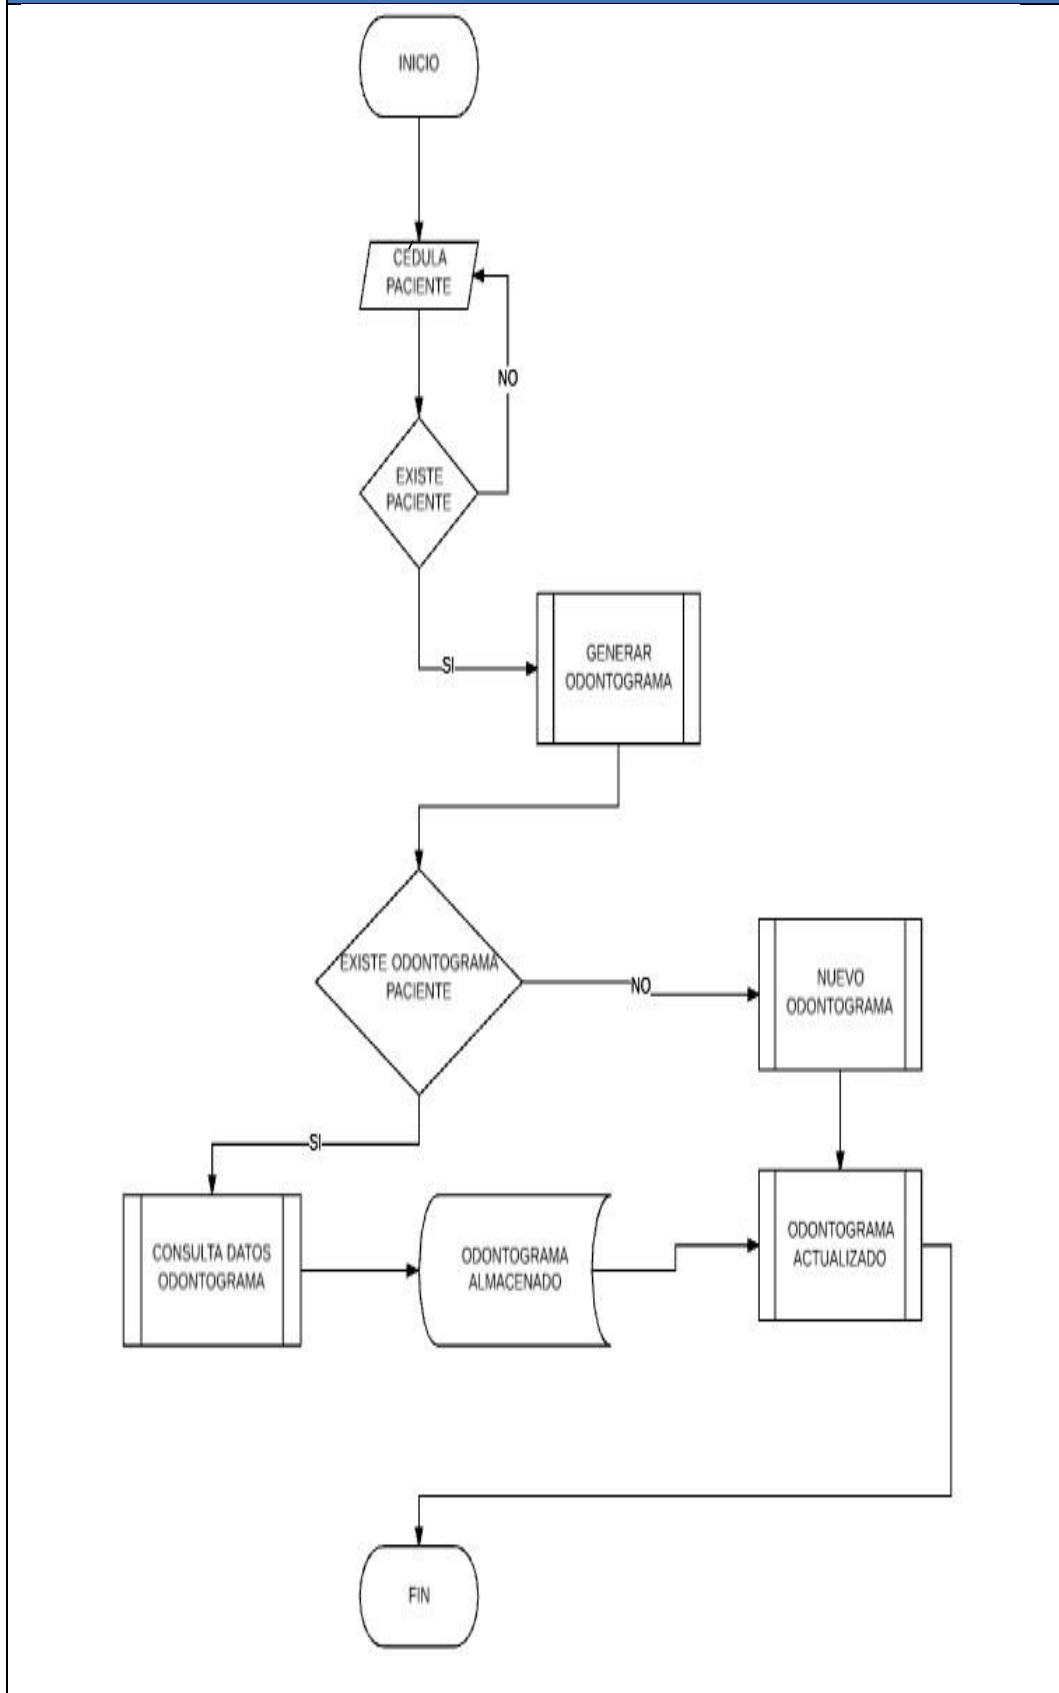 INICIO
CÉDULA
PACIENTE
NO
EXISTE
PACIENTE
SI
GENERAR
ODONTOGRAMA
EXISTE ODONTOGRAMA
PACIENTE
NO
NUEVO
ODONTOGRAMA
SI
CONSULTA DATOS
ODONTOGRAMA
ODONTOGRAMA
ALMACENADO
ODONTOGRAMA
ACTUALIZADO
FIN